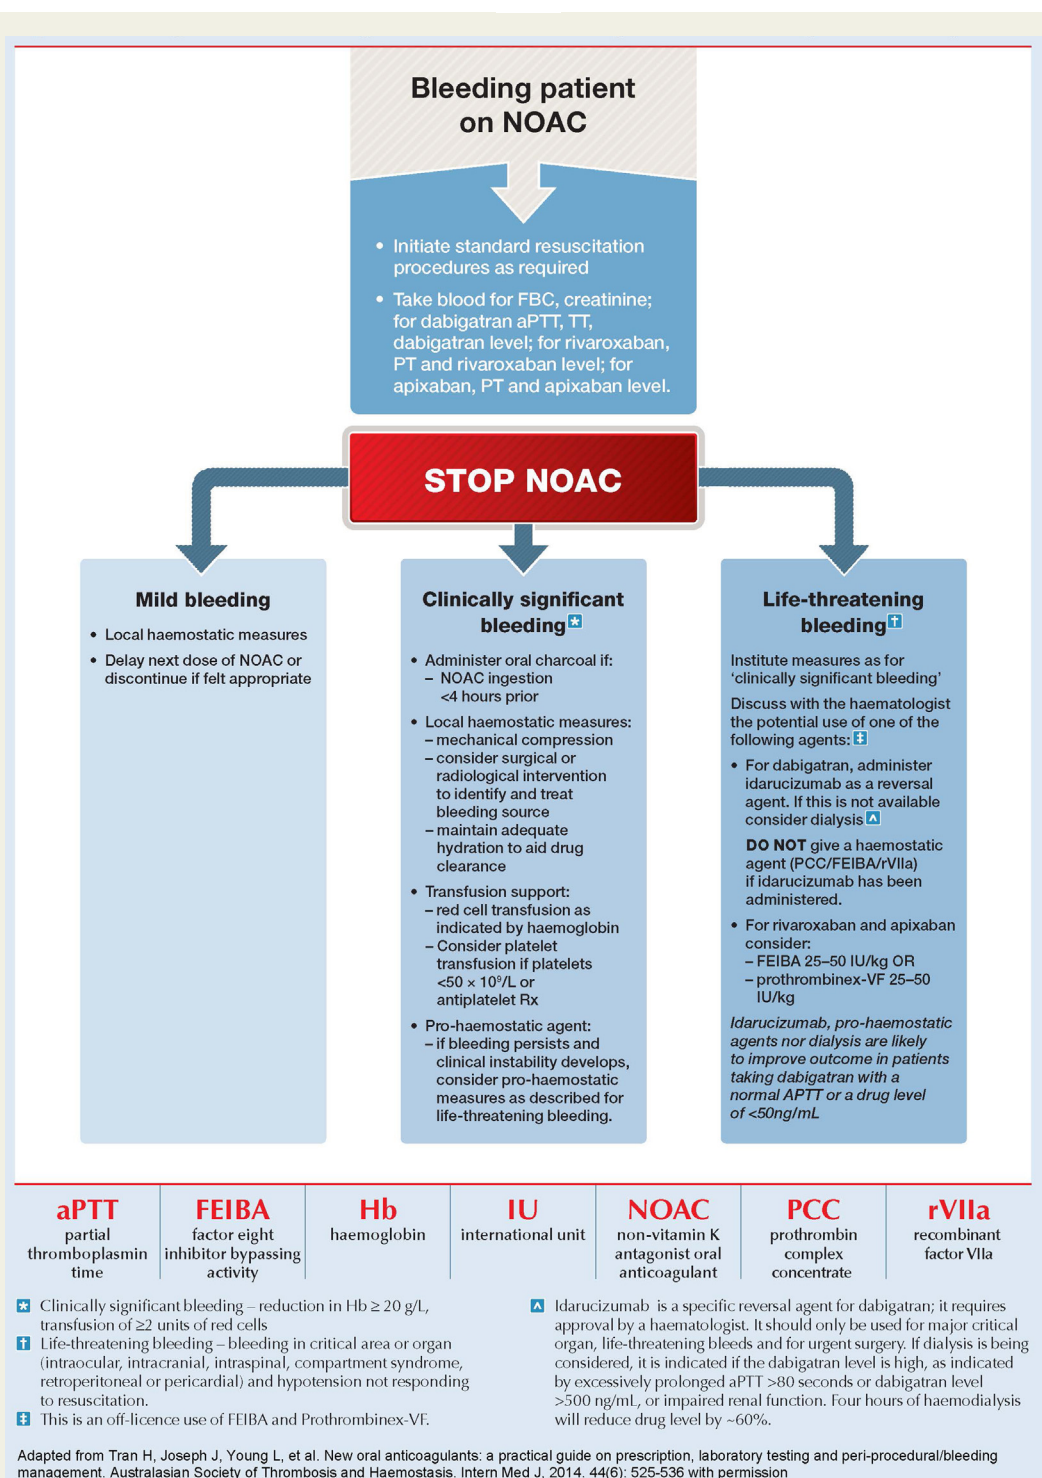 Bleeding patient
on NOAC
• Initiate standard resuscitation
procedures as required
• Take blood for FBC, creatinine;
for dabigatran aPTT, TT,
dabigatran level; for rivaroxaban,
PT and rivaroxaban level; for
apixaban, PT and apixaban level.
STOP NOAC
Mild bleeding
• Local haemostatic measures
• Delay next dose of NOAC or
discontinue if felt appropriate
Clinically significant
bleeding*
• Administer oral charcoal if:
– NOAC ingestion
<4 hours prior
• Local haemostatic measures:
– mechanical compression
– consider surgical or
radiological intervention
to identify and treat
bleeding source
– maintain adequate
hydration to aid drug
clearance
• Transfusion support:
– red cell transfusion as
indicated by haemoglobin
– Consider platelet
transfusion if platelets
<50 × 10⁹/L or
antiplatelet Rx
• Pro-haemostatic agent:
– if bleeding persists and
clinical instability develops,
consider pro-haemostatic
measures as described for
life-threatening bleeding.
Life-threatening
bleeding†
Institute measures as for
‘clinically significant bleeding’
Discuss with the haematologist
the potential use of one of the
following agents: ‡
• For dabigatran, administer
idarucizumab as a reversal
agent. If this is not available
consider dialysis ^
DO NOT give a haemostatic
agent (PCC/FEIBA/rVIIa)
if idarucizumab has been
administered.
• For rivaroxaban and apixaban
consider:
– FEIBA 25–50 IU/kg OR
– prothrombinex-VF 25–50
IU/kg
Idarucizumab, pro-haemostatic
agents nor dialysis are likely
to improve outcome in patients
taking dabigatran with a
normal APTT or a drug level
of <50ng/mL
aPTT
partial
thromboplasmin
time
FEIBA
factor eight
inhibitor bypassing
activity
Hb
haemoglobin
IU
international unit
NOAC
non-vitamin K
antagonist oral
anticoagulant
PCC
prothrombin
complex
concentrate
rVIIa
recombinant
factor VIIa
* Clinically significant bleeding – reduction in Hb ≥ 20 g/L,
transfusion of ≥2 units of red cells
† Life-threatening bleeding – bleeding in critical area or organ
(intraocular, intracranial, intraspinal, compartment syndrome,
retroperitoneal or pericardial) and hypotension not responding
to resuscitation.
‡ This is an off-licence use of FEIBA and Prothrombinex-VF.
^ Idarucizumab is a specific reversal agent for dabigatran; it requires
approval by a haematologist. It should only be used for major critical
organ, life-threatening bleeds and for urgent surgery. If dialysis is being
considered, it is indicated if the dabigatran level is high, as indicated
by excessively prolonged aPTT >80 seconds or dabigatran level
>500 ng/mL, or impaired renal function. Four hours of haemodialysis
will reduce drug level by ~60%.
Adapted from Tran H, Joseph J, Young L, et al. New oral anticoagulants: a practical guide on prescription, laboratory testing and peri-procedural/bleeding
management. Australasian Society of Thrombosis and Haemostasis. Intern Med J. 2014. 44(6): 525-536 with permission